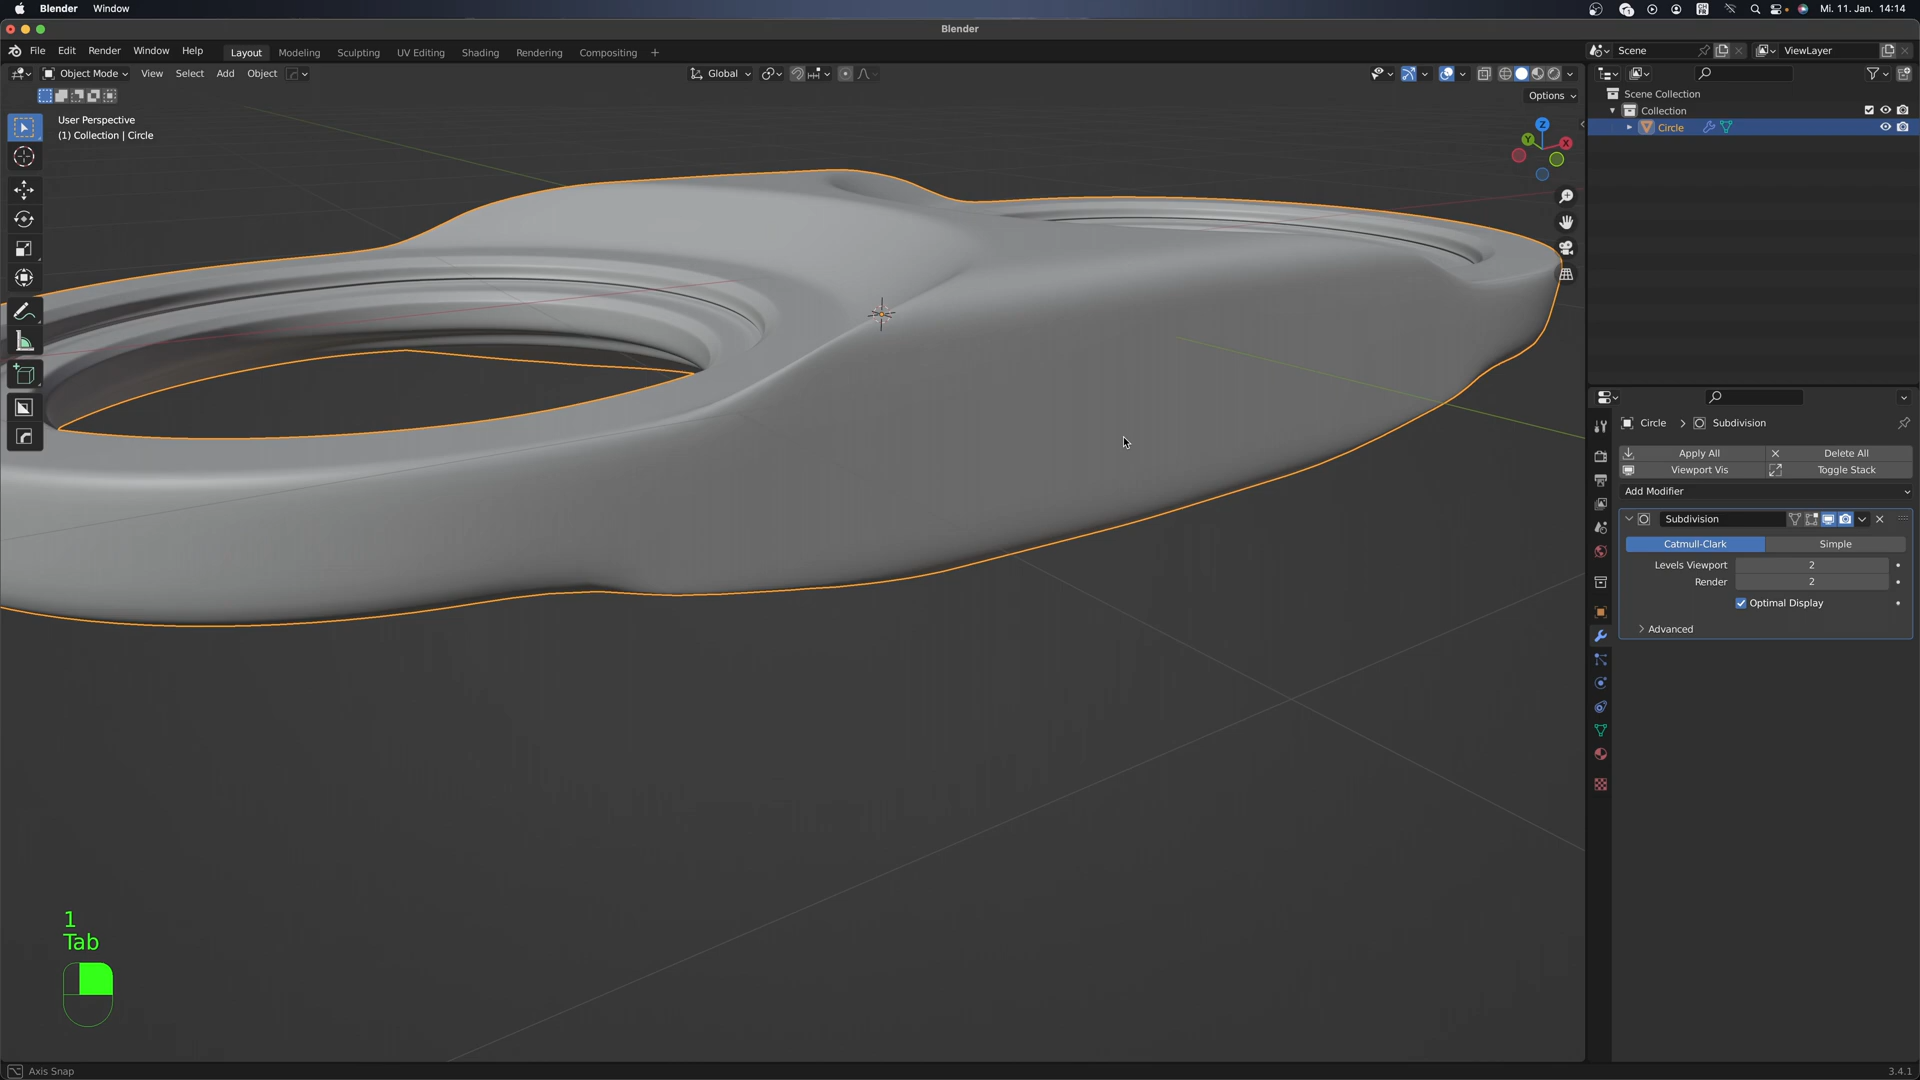 Blender Window
Mi. 11. Jan. 14:14
Blender
File Edit Render Window Help
Layout Modeling Sculpting UV Editing Shading Rendering Compositing +
Scene
ViewLayer
Object Mode View Select Add Object
Global
Options
User Perspective
(1) Collection | Circle
Z
Y
X
Scene Collection
Collection
Circle
Circle > Subdivision
Apply All
Delete All
Viewport Vis
Toggle Stack
Add Modifier
Subdivision
Catmull-Clark
Simple
Levels Viewport 2
Render 2
Optimal Display
Advanced
1
Tab
Axis Snap
3.4.1